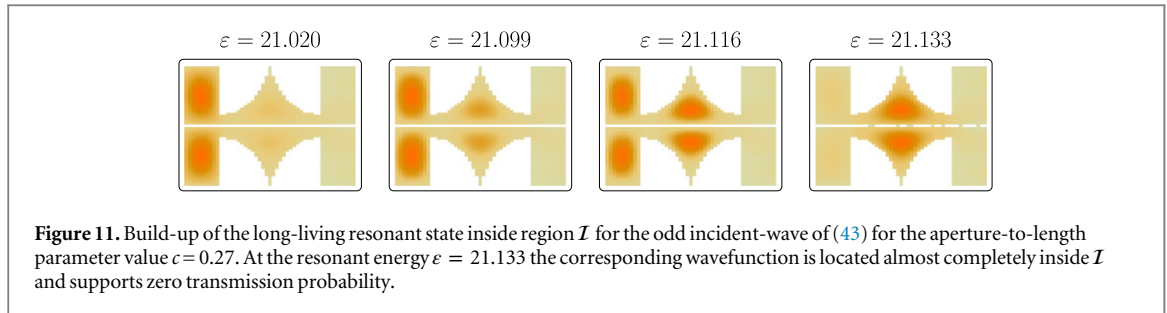 ε = 21.020 ε = 21.099 ε = 21.116 ε = 21.133
Figure 11. Build-up of the long-living resonant state inside region ℐ for the odd incident-wave of (43) for the aperture-to-length
parameter value c = 0.27. At the resonant energy ε = 21.133 the corresponding wavefunction is located almost completely inside ℐ
and supports zero transmission probability.